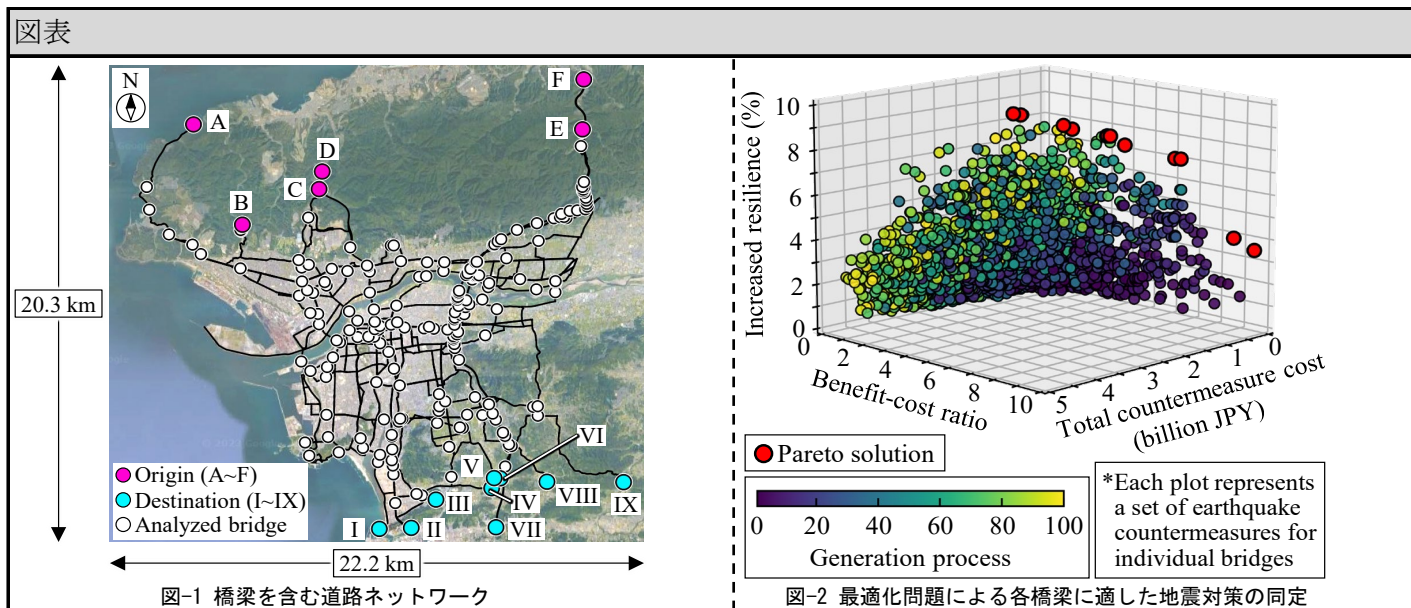 図表
N
A
B
C
D
E
F
20.3 km
22.2 km
I
II
III
IV
V
VI
VII
VIII
IX
Origin (A~F)
Destination (I~IX)
Analyzed bridge
図-1 橋梁を含む道路ネットワーク
Increased resilience (%)
10
8
6
4
2
0
0
2
4
6
8
10
Benefit-cost ratio
5
4
3
2
1
0
Total countermeasure cost
(billion JPY)
Pareto solution
0 20 40 60 80 100
Generation process
*Each plot represents
a set of earthquake
countermeasures for
individual bridges
図-2 最適化問題による各橋梁に適した地震対策の同定